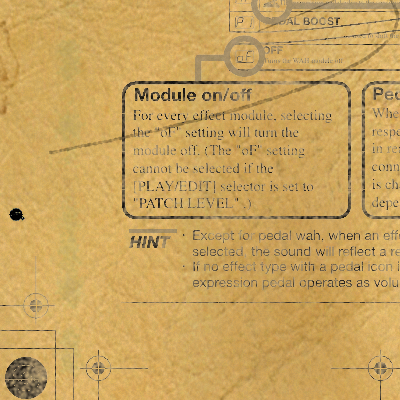 PEDAL BOOST
OFF
oF
Module on/off
For every effect module, selecting
the "oF" setting will turn the
module off. (The "oF" setting
cannot be selected if the
[PLAY/EDIT] selector is set to
"PATCH LEVEL".)
Ped
Whe
respo
in re
conn
is ch
depe
HINT
· Except for pedal wah, when an effe
selected, the sound will reflect a re
· If no effect type with a pedal icon i
expression pedal operates as volu